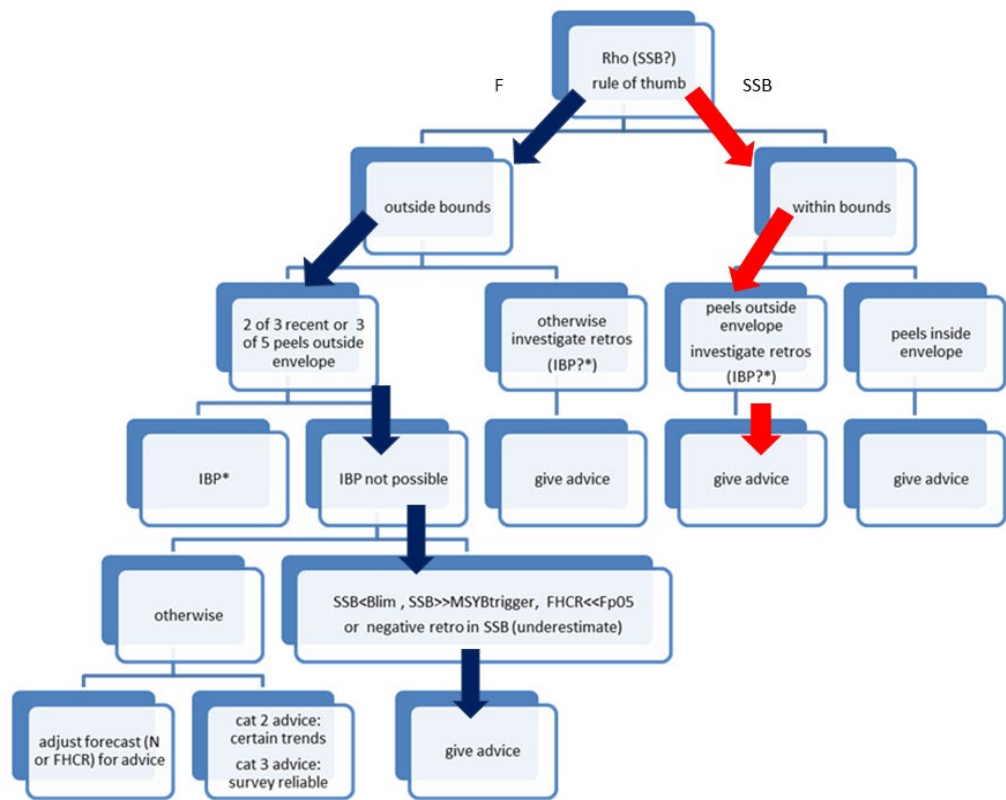 Rho (SSB?)
rule of thumb
F
SSB
outside bounds
within bounds
2 of 3 recent or 3
of 5 peels outside
envelope
otherwise
investigate retros
(IBP?*)
peels outside
envelope
investigate retros
(IBP?*)
peels inside
envelope
IBP*
IBP not possible
give advice
give advice
give advice
otherwise
SSB<Blim , SSB>>MSYBtrigger, FHCR<<Fp05
or negative retro in SSB (underestimate)
adjust forecast (N
or FHCR) for advice
cat 2 advice:
certain trends
cat 3 advice:
survey reliable
give advice